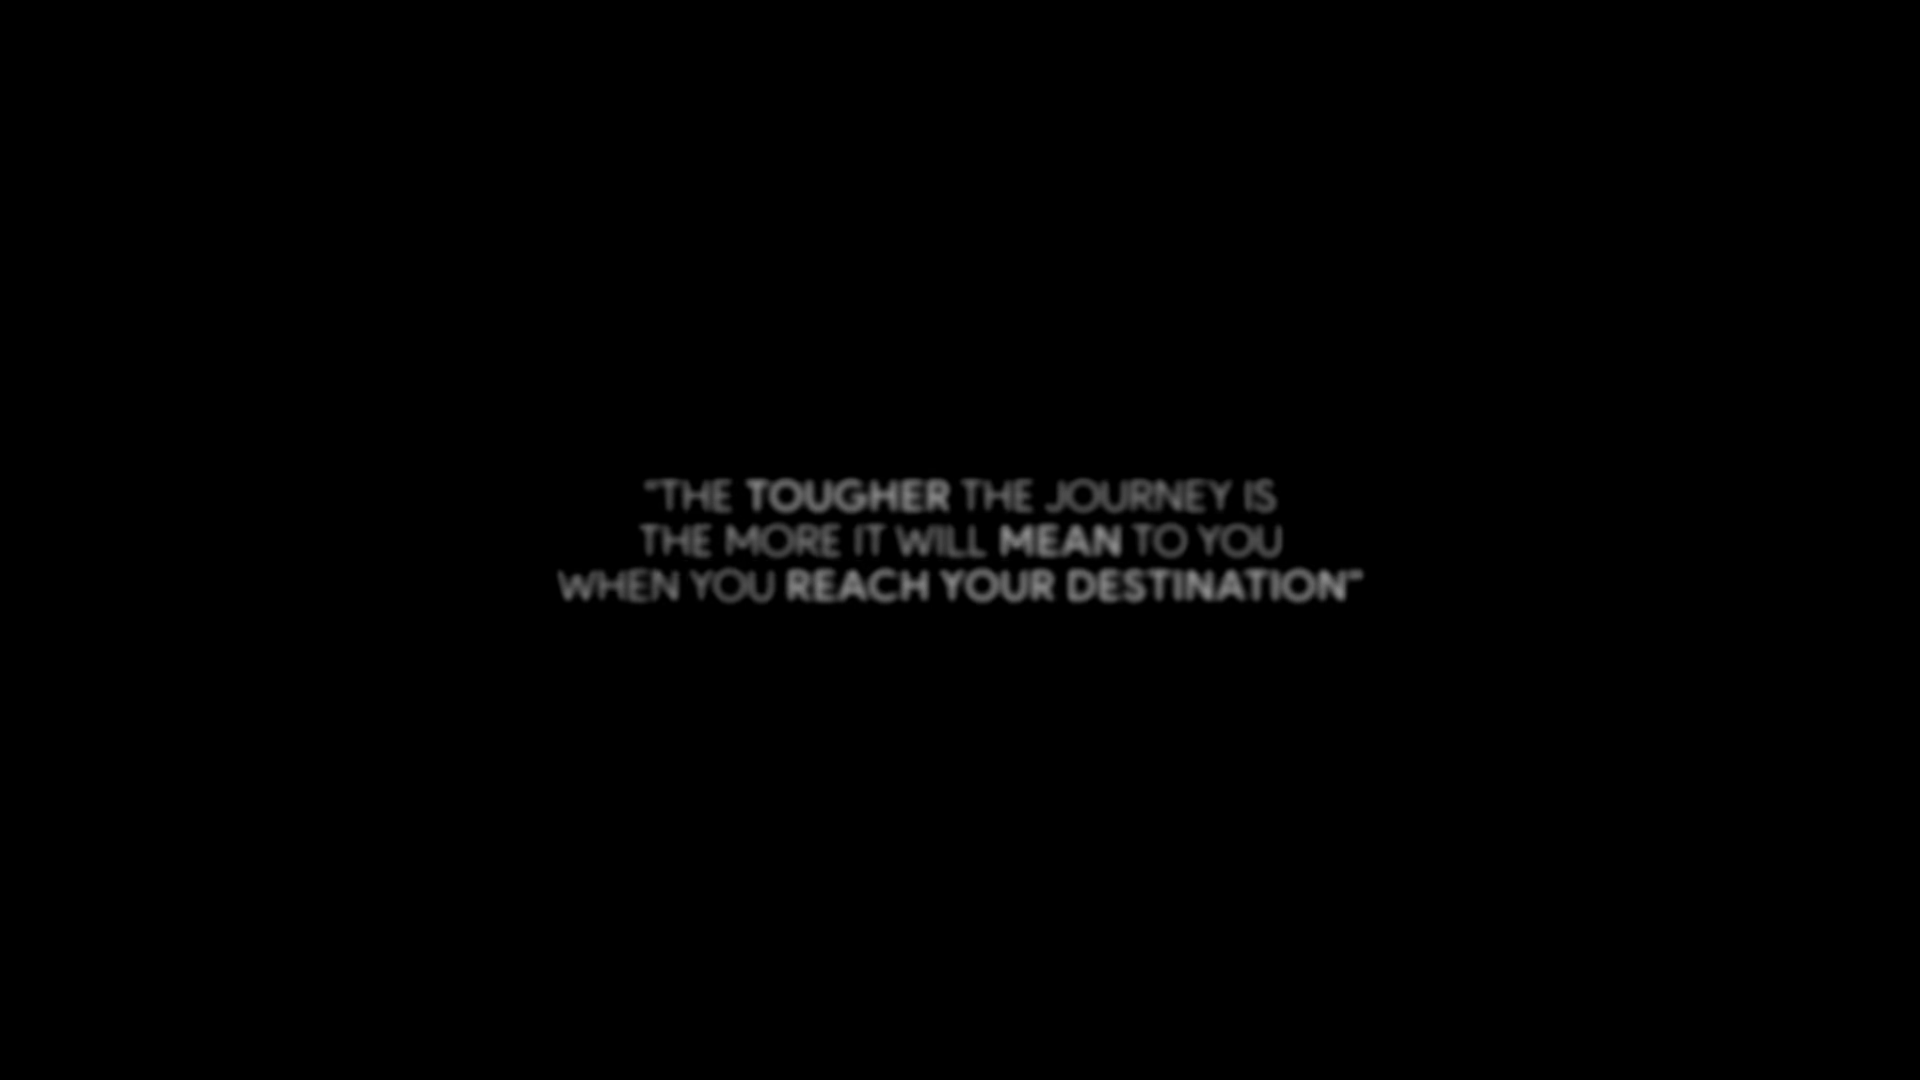 "THE TOUGHER THE JOURNEY IS
THE MORE IT WILL MEAN TO YOU
WHEN YOU REACH YOUR DESTINATION"